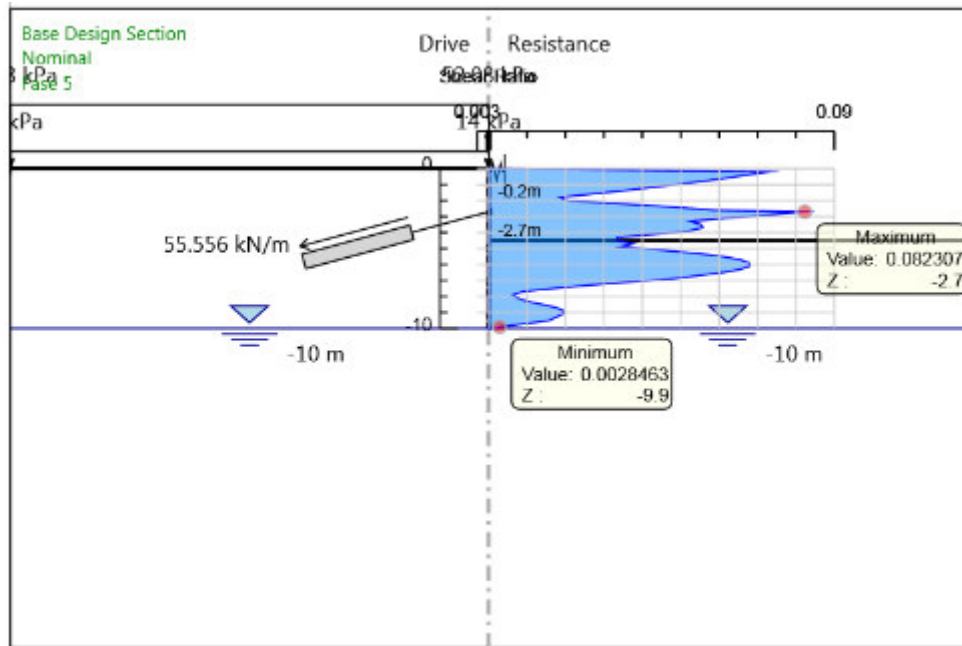 Base Design Section
Nominal
Drive Resistance
kPa
Fase 5
0.003
0.09
kPa
14 kPa
0
-0.2m
-2.7m
55.556 kN/m
Maximum
Value: 0.082307
Z : -2.7
-10
-10 m
-10 m
Minimum
Value: 0.0028463
Z : -9.9